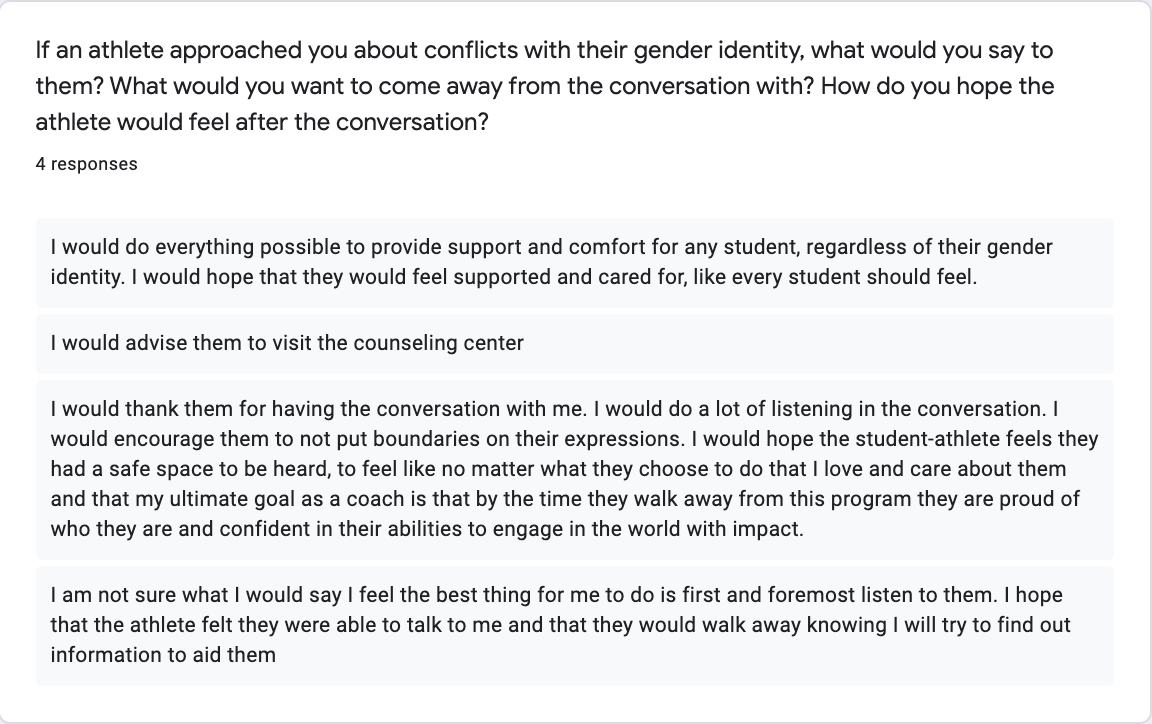 If an athlete approached you about conflicts with their gender identity, what would you say to
them? What would you want to come away from the conversation with? How do you hope the
athlete would feel after the conversation?
4 responses
I would do everything possible to provide support and comfort for any student, regardless of their gender
identity. I would hope that they would feel supported and cared for, like every student should feel.
I would advise them to visit the counseling center
I would thank them for having the conversation with me. I would do a lot of listening in the conversation. I
would encourage them to not put boundaries on their expressions. I would hope the student-athlete feels they
had a safe space to be heard, to feel like no matter what they choose to do that I love and care about them
and that my ultimate goal as a coach is that by the time they walk away from this program they are proud of
who they are and confident in their abilities to engage in the world with impact.
I am not sure what I would say I feel the best thing for me to do is first and foremost listen to them. I hope
that the athlete felt they were able to talk to me and that they would walk away knowing I will try to find out
information to aid them